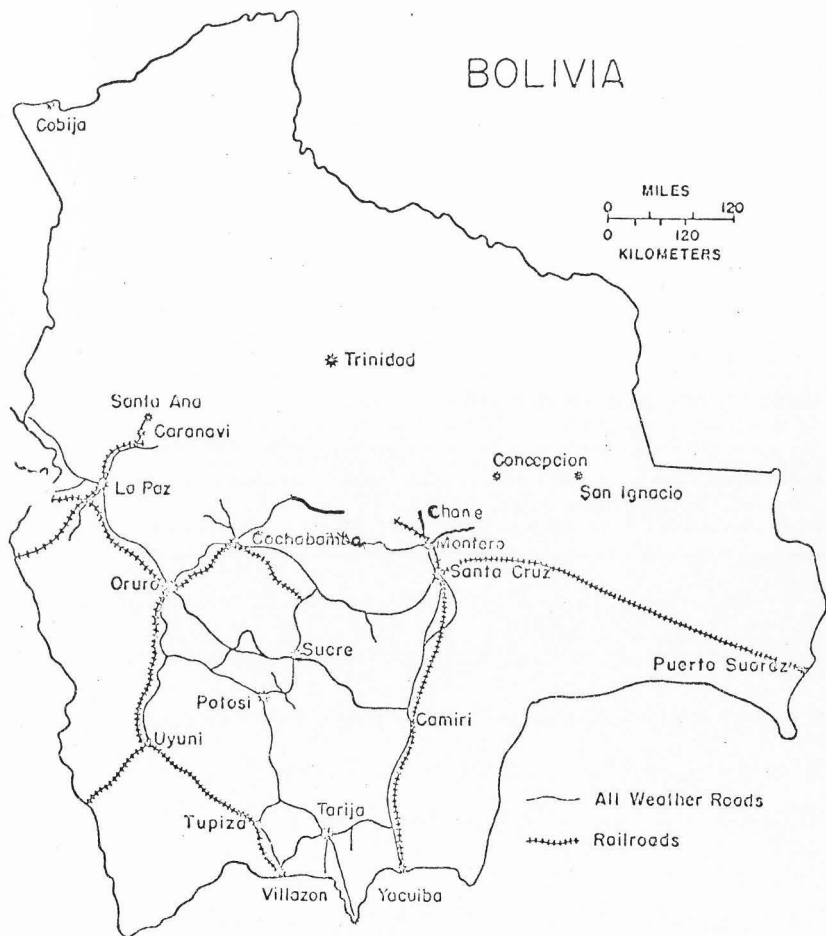 BOLIVIA
Cobija
MILES
0 120
0 120
KILOMETERS
Trinidad
Santa Ana
Caranavi
Concepcion
San Ignacio
La Paz
Chane
Cochabamba
Montero
Santa Cruz
Oruro
Sucre
Puerto Suaréz
Potosi
Camiri
Uyuni
All Weather Roads
Tupiza
Tarija
Railroads
Villazon
Yacuiba